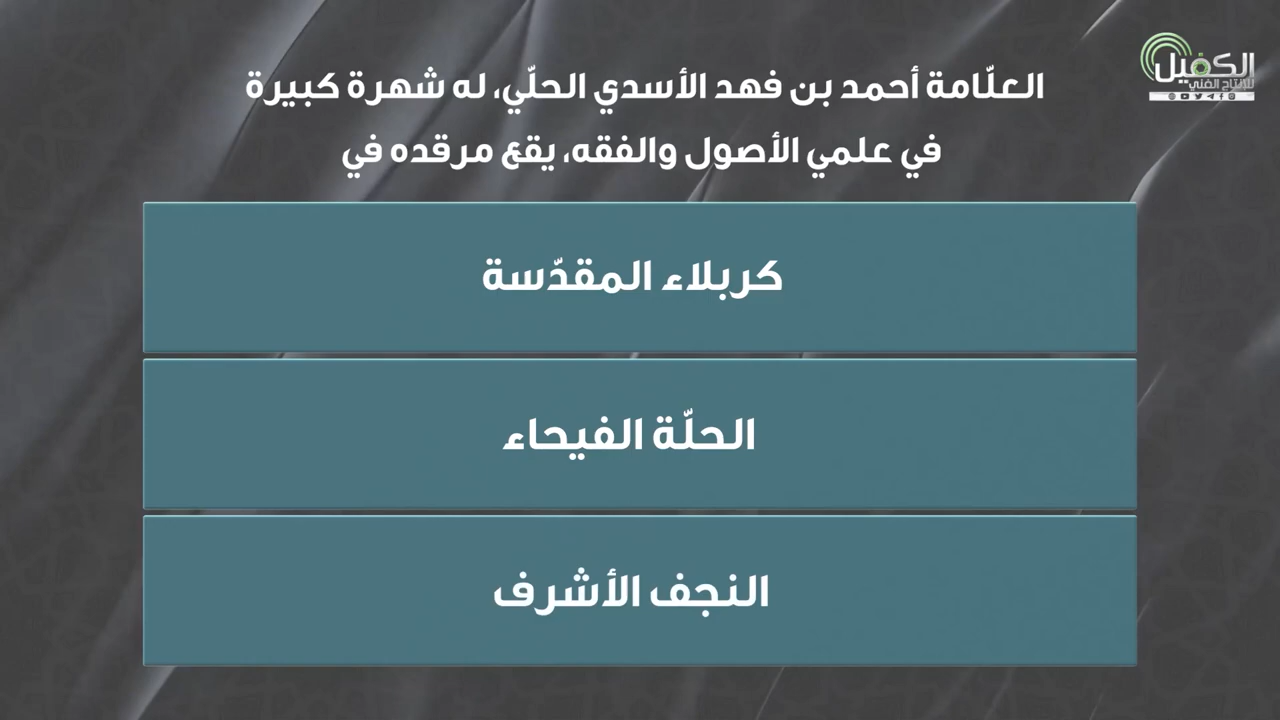 الكفيل
للإنتاج الفني
العلّامة أحمد بن فهد الأسدي الحلّي، له شهرة كبيرة
في علمي الأصول والفقه، يقع مرقده في
كربلاء المقدّسة
الحلّة الفيحاء
النجف الأشرف